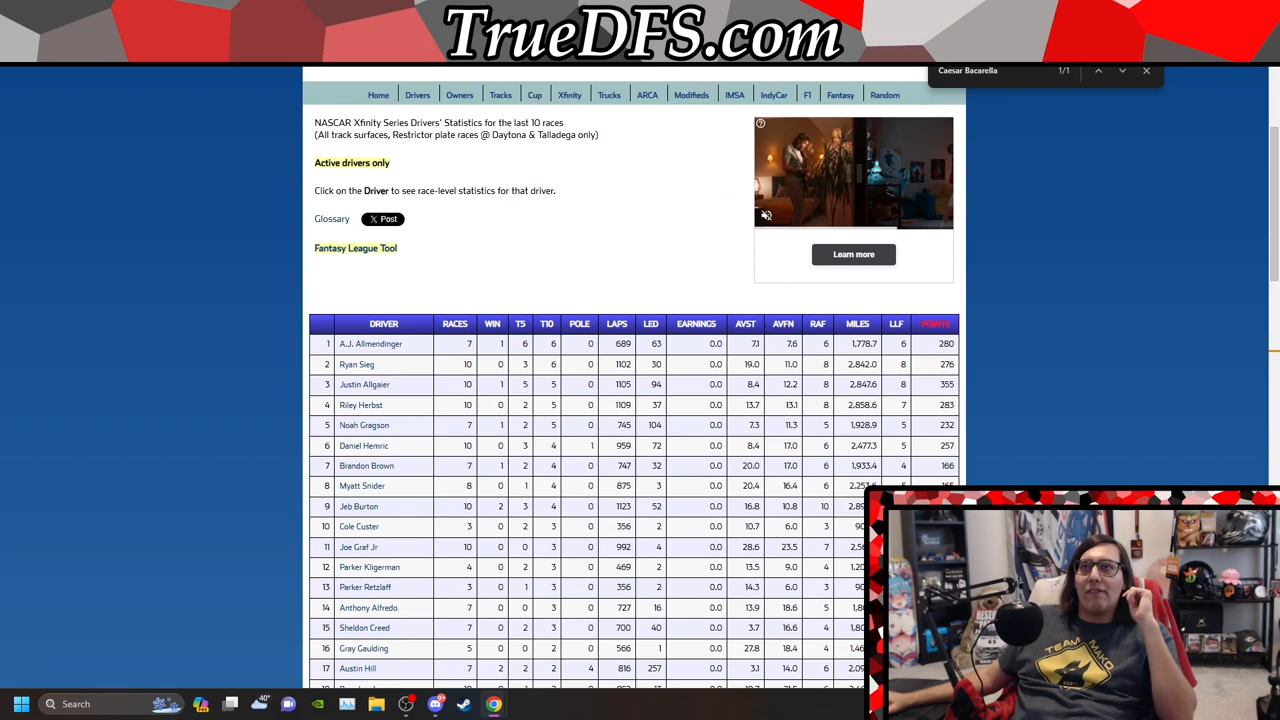 TrueDFS.com
Caesar Bacarella 1/1
Home Drivers Owners Tracks Cup Xfinity Trucks ARCA Modifieds IMSA IndyCar F1 Fantasy Random
NASCAR Xfinity Series Drivers' Statistics for the last 10 races
(All track surfaces, Restrictor plate races @ Daytona & Talladega only)
Active drivers only
Click on the Driver to see race-level statistics for that driver.
Glossary X Post
Fantasy League Tool
Learn more
DRIVER RACES WIN T5 T10 POLE LAPS LED EARNINGS AVST AVFN RAF MILES LLF POINTS
1 A.J. Allmendinger 7 1 6 6 0 689 63 0.0 7.1 7.6 6 1,778.7 6 280
2 Ryan Sieg 10 0 3 6 0 1102 30 0.0 19.0 11.0 8 2,842.0 8 276
3 Justin Allgaier 10 1 5 5 0 1105 94 0.0 8.4 12.2 8 2,847.6 8 355
4 Riley Herbst 10 0 2 5 0 1109 37 0.0 13.7 13.1 8 2,858.6 7 283
5 Noah Gragson 7 1 2 5 0 745 104 0.0 7.3 11.3 5 1,928.9 5 232
6 Daniel Hemric 10 0 3 4 1 959 72 0.0 8.4 17.0 6 2,477.3 5 257
7 Brandon Brown 7 1 2 4 0 747 32 0.0 20.0 17.0 6 1,933.4 4 166
8 Myatt Snider 8 0 1 4 0 875 3 0.0 20.4 16.4 6
9 Jeb Burton 10 2 3 4 0 1123 52 0.0 16.8 10.8 10
10 Cole Custer 3 0 2 3 0 356 2 0.0 10.7 6.0 3
11 Joe Graf Jr 10 0 0 3 0 992 4 0.0 28.6 23.5 7
12 Parker Kligerman 4 0 2 3 0 469 2 0.0 13.5 9.0 4
13 Parker Retzlaff 3 0 1 3 0 356 2 0.0 14.3 6.0 3
14 Anthony Alfredo 7 0 0 3 0 727 16 0.0 13.9 18.6 5
15 Sheldon Creed 7 0 2 3 0 700 40 0.0 3.7 16.6 4
16 Gray Gaulding 5 0 0 2 0 566 1 0.0 27.8 18.4 4
17 Austin Hill 7 2 2 2 4 816 257 0.0 3.1 14.0 6
TEAM MAKO
Search
40°